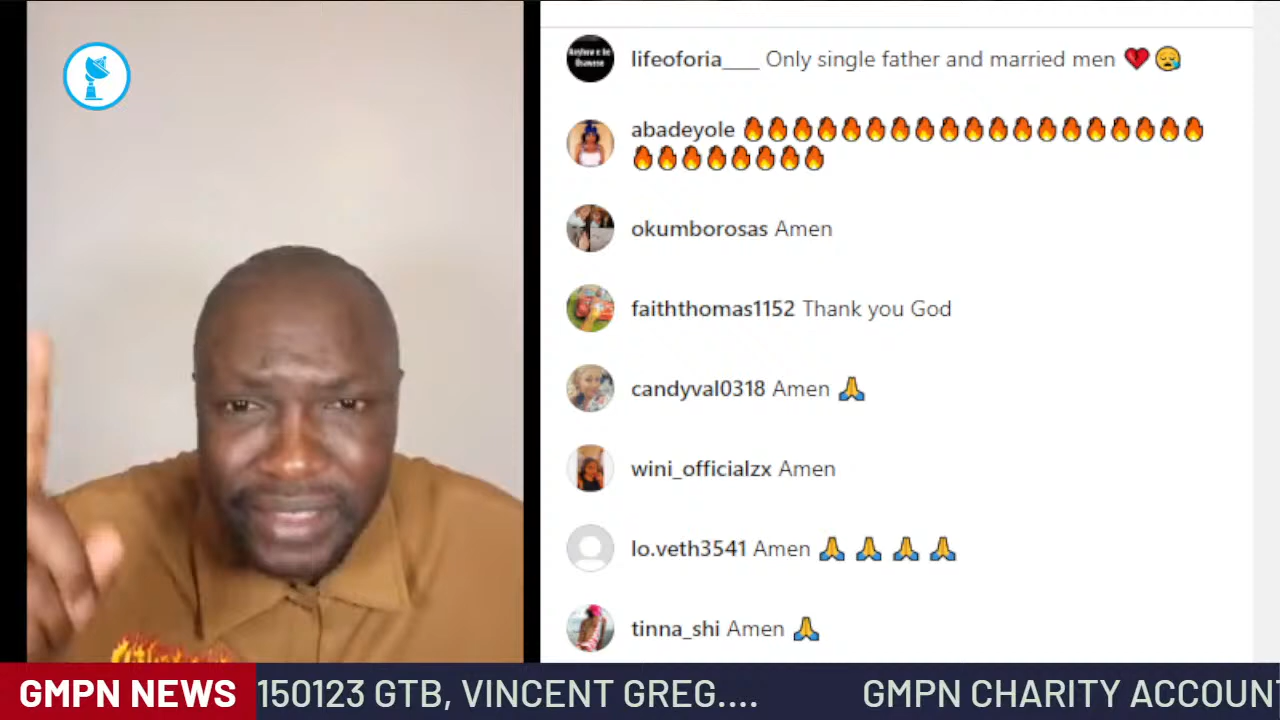 lifeoforia____ Only single father and married men 💔😪
abadeyole 🔥🔥🔥🔥🔥🔥🔥🔥🔥🔥🔥🔥🔥🔥🔥🔥🔥🔥🔥
🔥🔥🔥🔥🔥🔥🔥🔥
okumborosas Amen
faiththomas1152 Thank you God
candyval0318 Amen 🙏
wini_officialzx Amen
lo.veth3541 Amen 🙏 🙏 🙏 🙏
tinna_shi Amen 🙏
GMPN NEWS 150123 GTB, VINCENT GREG.... GMPN CHARITY ACCOUNT